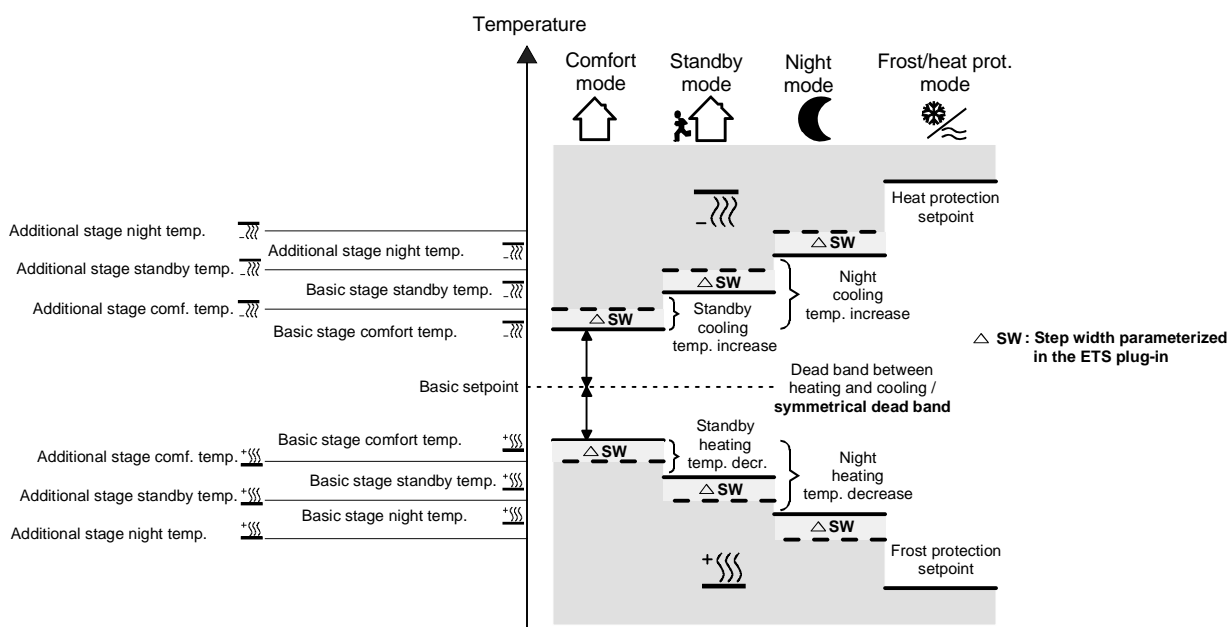 Temperature
Comfort
mode
Standby
mode
Night
mode
Frost/heat prot.
mode
Heat protection
setpoint
Additional stage night temp.
Additional stage night temp.
Additional stage standby temp.
Basic stage standby temp.
Additional stage comf. temp.
Basic stage comfort temp.
△ SW
△ SW
△ SW
Standby
cooling
temp. increase
Night
cooling
temp. increase
△ SW : Step width parameterized
in the ETS plug-in
Basic setpoint
Dead band between
heating and cooling /
symmetrical dead band
Basic stage comfort temp.
Additional stage comf. temp.
Basic stage standby temp.
Additional stage standby temp.
Basic stage night temp.
Additional stage night temp.
△ SW
△ SW
△ SW
Standby
heating
temp. decr.
Night
heating
temp. decrease
Frost protection
setpoint